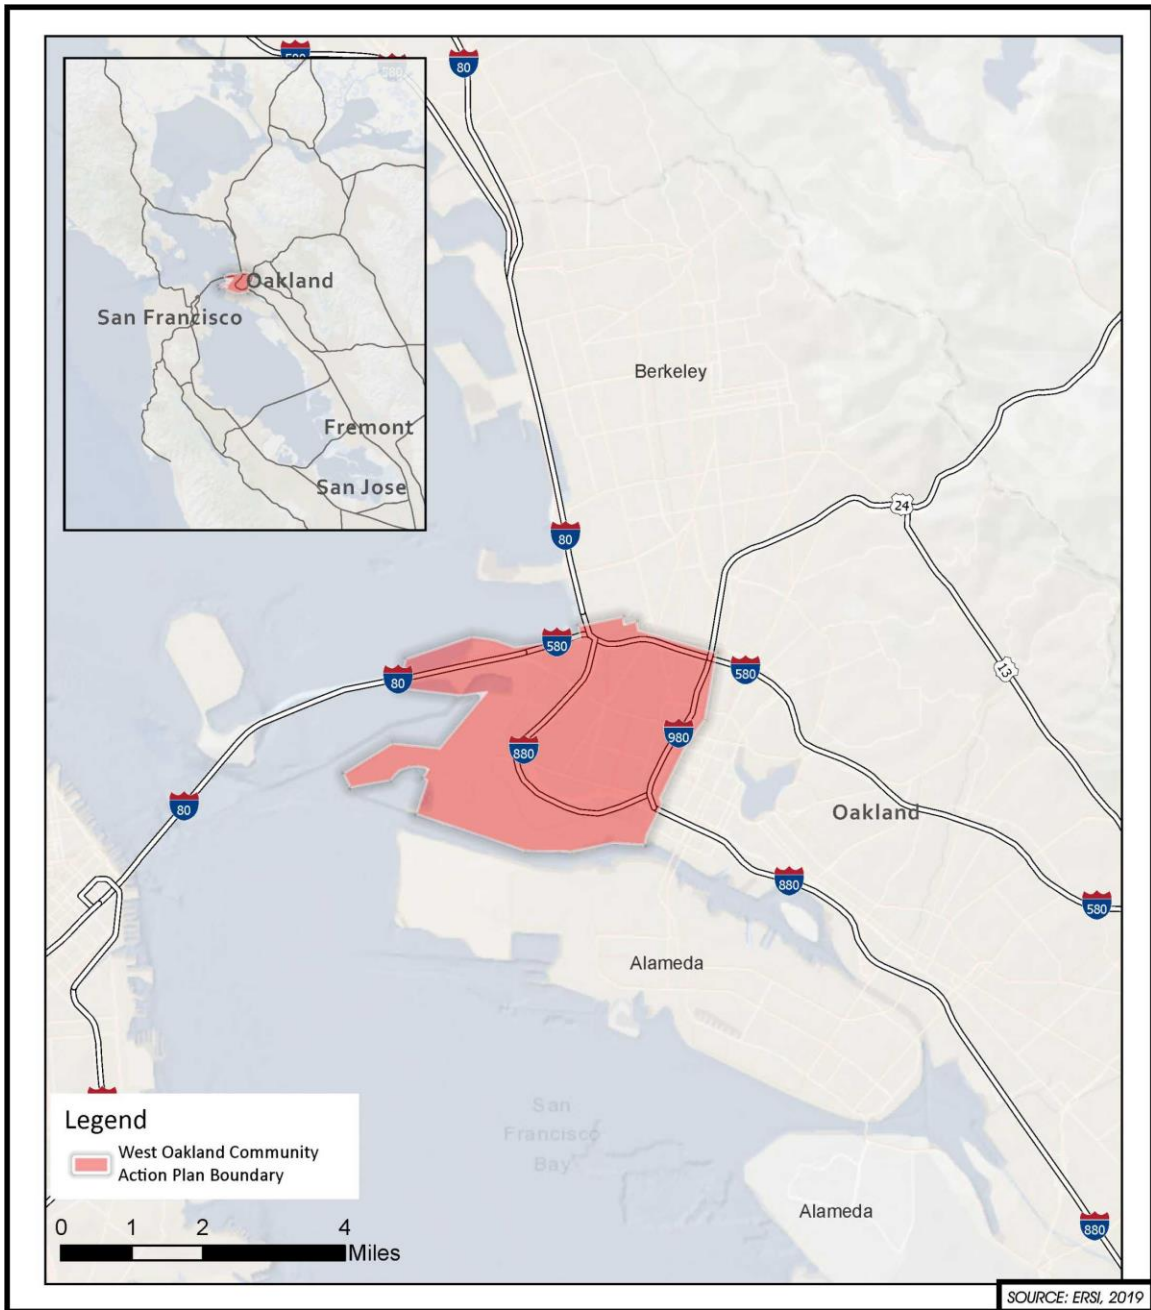 580
580
80
Oakland
San Francisco
Fremont
San Jose
Berkeley
24
80
13
580
580
80
980
880
80
Oakland
880
580
Alameda
San
Francisco
Bay
Legend
West Oakland Community
Action Plan Boundary
Alameda
880
0 1 2 4
Miles
SOURCE: ERSI, 2019